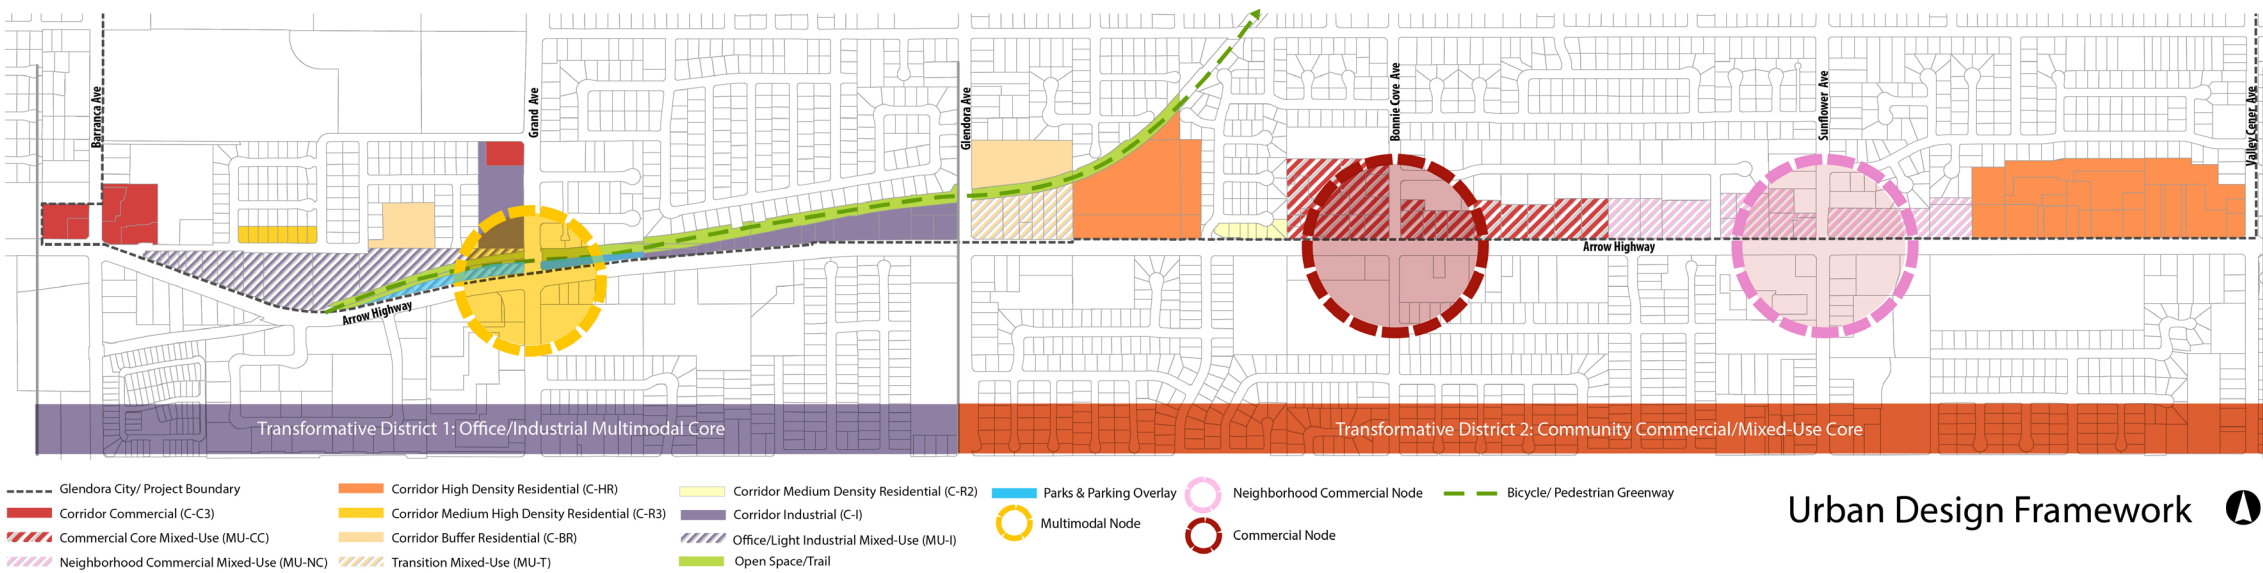 Barranca Ave
Grand Ave
Glendora Ave
Bonnie Cove Ave
Sunflower Ave
Valley Cener Ave
Arrow Highway
Arrow Highway
Transformative District 1: Office/Industrial Multimodal Core
Transformative District 2: Community Commercial/Mixed-Use Core
Glendora City/ Project Boundary
Corridor Commercial (C-C3)
Commercial Core Mixed-Use (MU-CC)
Neighborhood Commercial Mixed-Use (MU-NC)
Corridor High Density Residential (C-HR)
Corridor Medium High Density Residential (C-R3)
Corridor Buffer Residential (C-BR)
Transition Mixed-Use (MU-T)
Corridor Medium Density Residential (C-R2)
Corridor Industrial (C-I)
Office/Light Industrial Mixed-Use (MU-I)
Open Space/Trail
Parks & Parking Overlay
Multimodal Node
Neighborhood Commercial Node
Commercial Node
Bicycle/ Pedestrian Greenway
Urban Design Framework